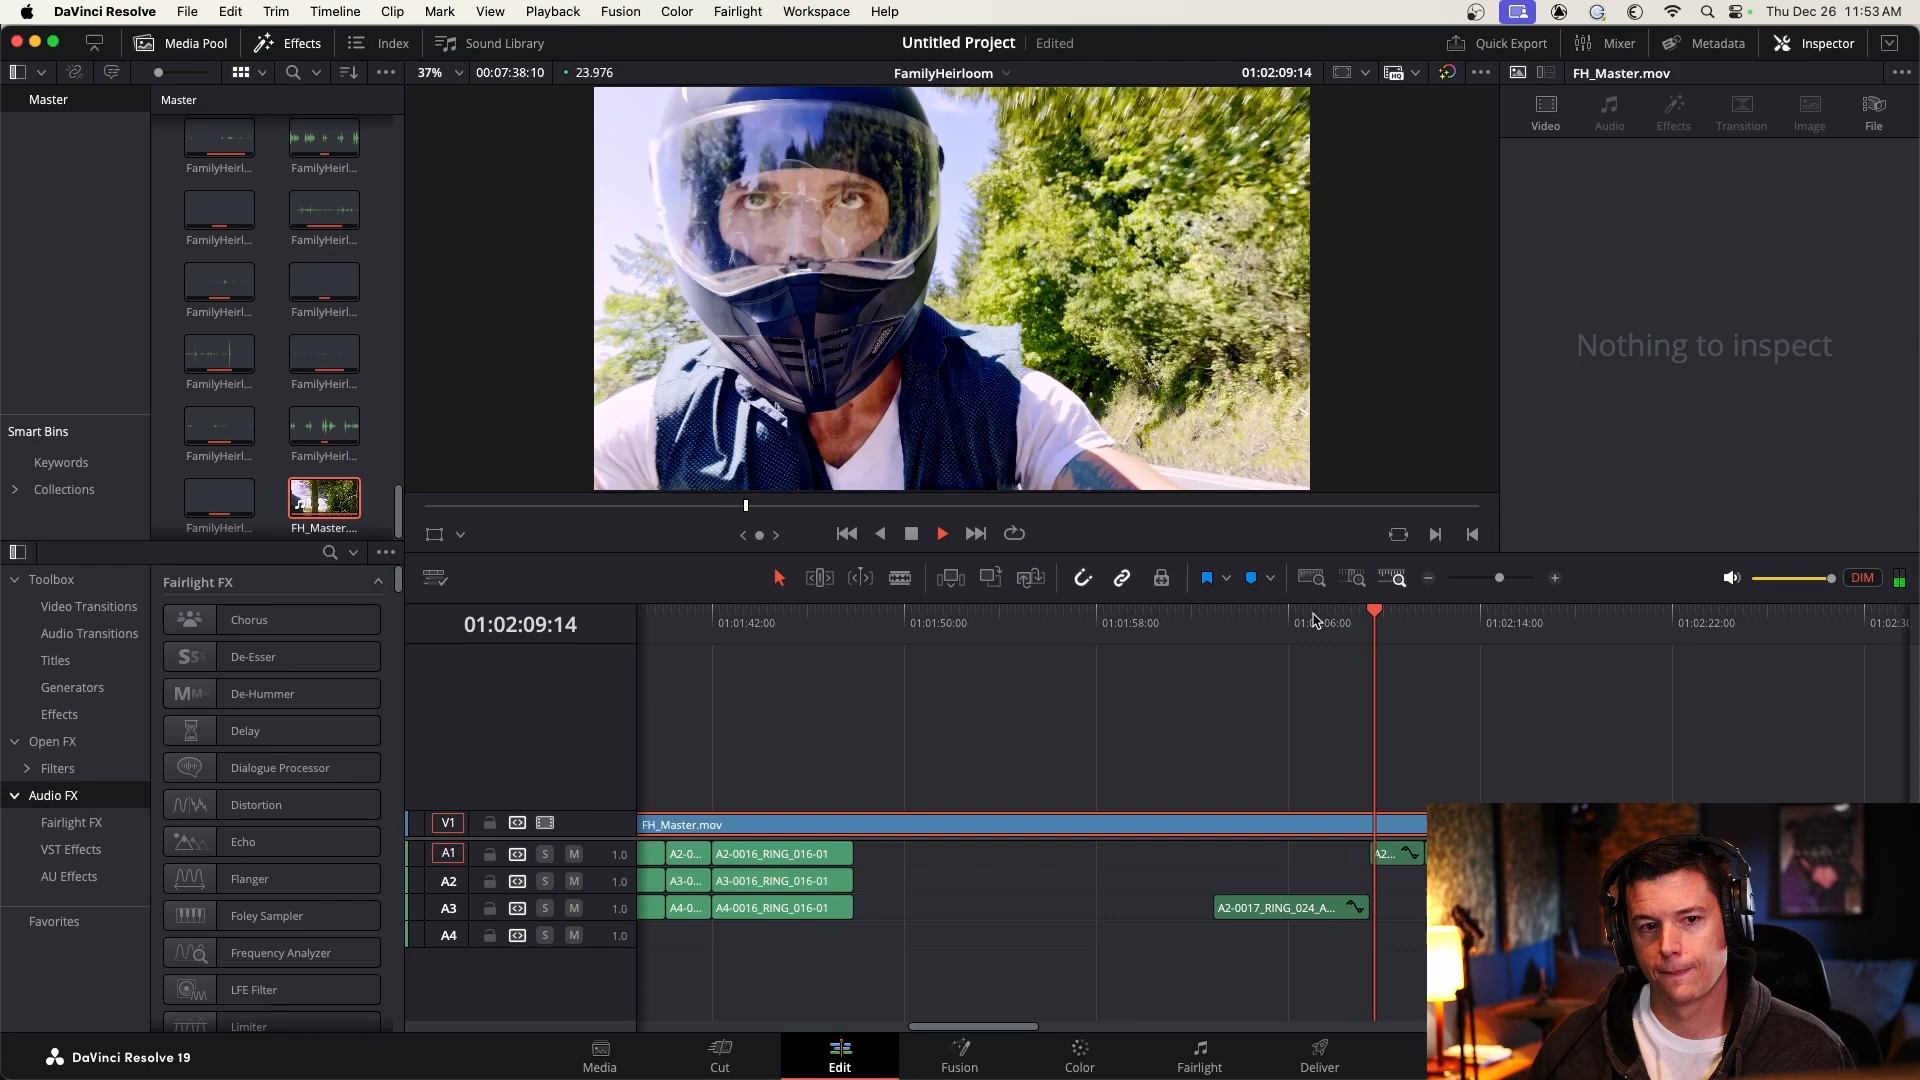 DaVinci Resolve File Edit Trim Timeline Clip Mark View Playback Fusion Color Fairlight Workspace Help Thu Dec 26 11:53 AM
Media Pool Effects Index Sound Library Untitled Project Edited Quick Export Mixer Metadata Inspector
37% 00:07:38:10 23.976 FamilyHeirloom 01:02:09:14 FH_Master.mov
Master Master
Video Audio Effects Transition Image File
FamilyHeirl... FamilyHeirl...
FamilyHeirl... FamilyHeirl...
FamilyHeirl... FamilyHeirl...
Nothing to inspect
FamilyHeirl... FamilyHeirl...
Smart Bins
FamilyHeirl... FamilyHeirl...
Keywords
Collections
FamilyHeirl... FH_Master....
Toolbox
Fairlight FX
Video Transitions
Audio Transitions
Titles
Generators
Effects
Open FX
Filters
Audio FX
Fairlight FX
VST Effects
AU Effects
Favorites
Chorus
De-Esser
De-Hummer
Delay
Dialogue Processor
Distortion
Echo
Flanger
Foley Sampler
Frequency Analyzer
LFE Filter
Limiter
DIM
01:02:09:14
01:01:42:00 01:01:50:00 01:01:58:00 01:02:14:00 01:02:22:00
V1 FH_Master.mov
A1 S M 1.0 A2-0... A2-0016_RING_016-01 A2...
A2 S M 1.0 A3-0... A3-0016_RING_016-01
A3 S M 1.0 A4-0... A4-0016_RING_016-01 A2-0017_RING_024_A...
A4 S M 1.0
DaVinci Resolve 19
Media Cut Edit Fusion Color Fairlight Deliver